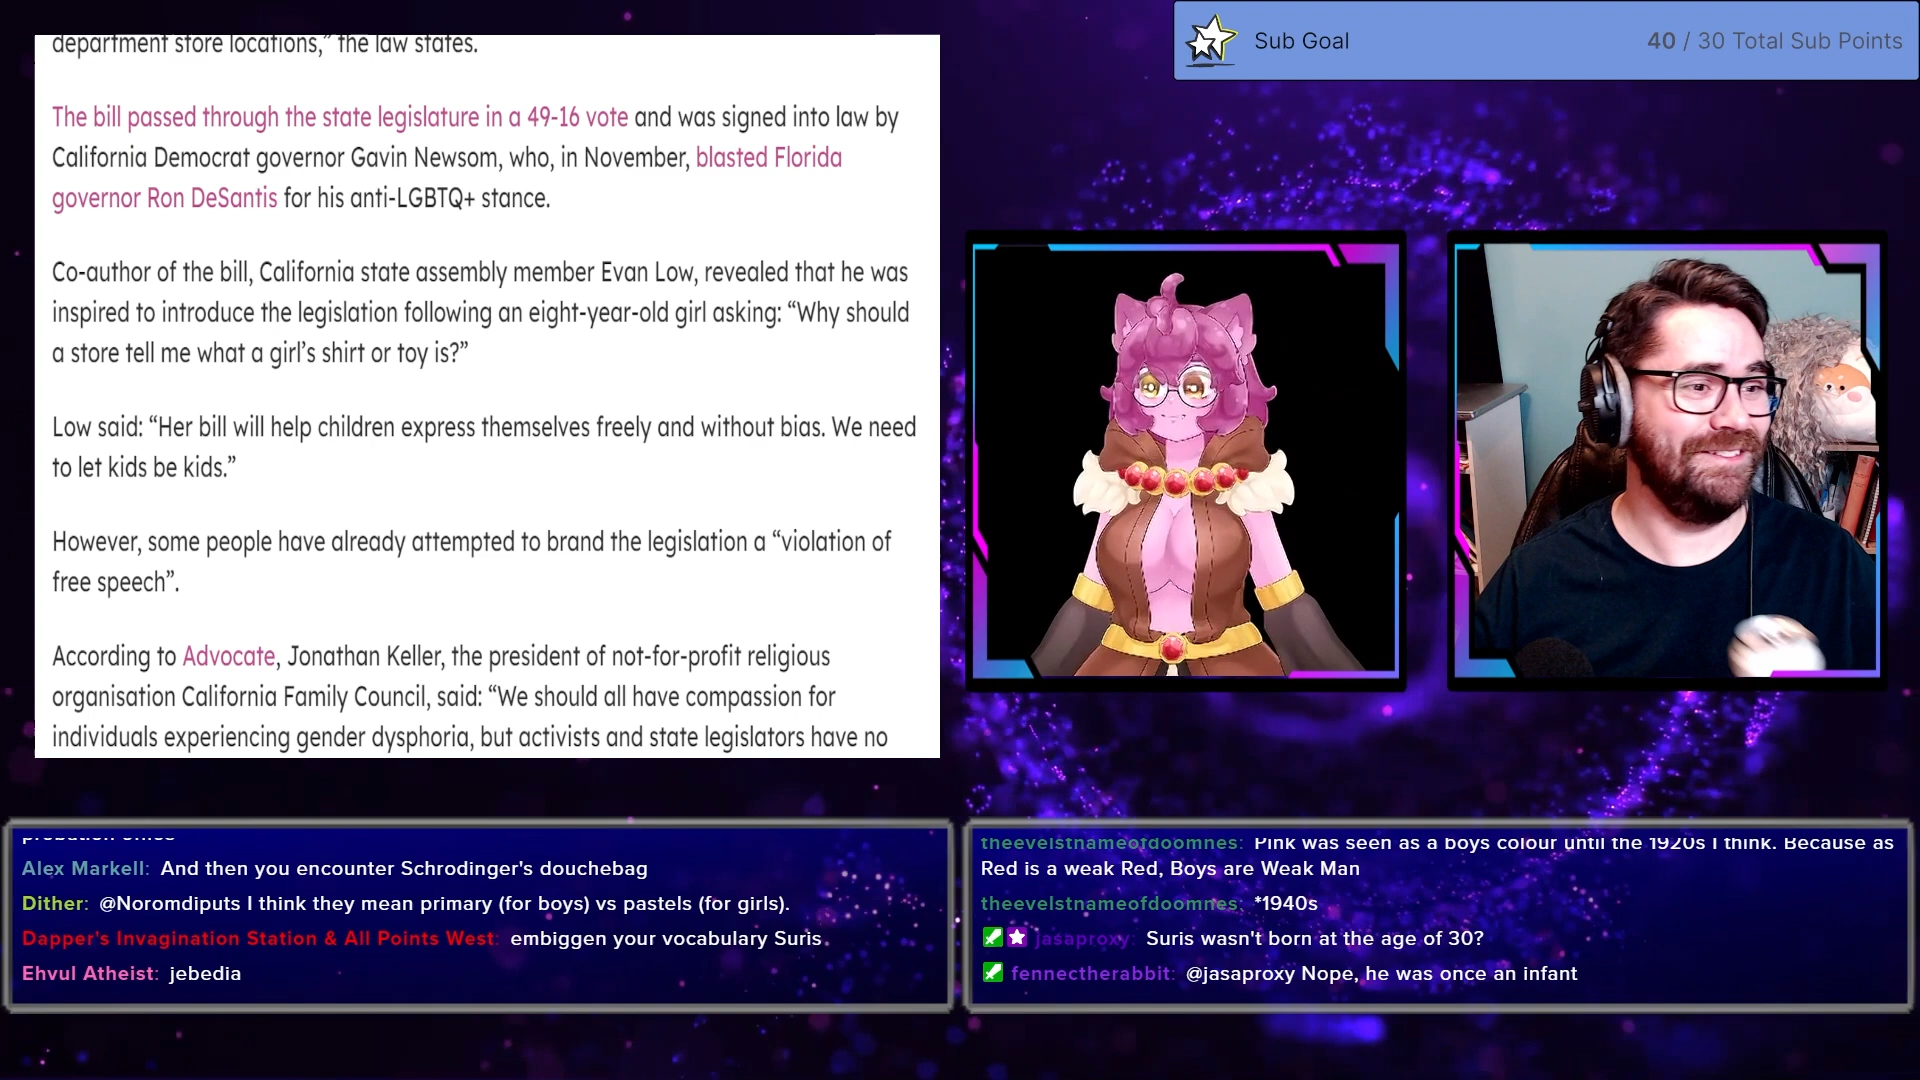 department store locations,” the law states.
The bill passed through the state legislature in a 49-16 vote and was signed into law by
California Democrat governor Gavin Newsom, who, in November, blasted Florida
governor Ron DeSantis for his anti-LGBTQ+ stance.
Co-author of the bill, California state assembly member Evan Low, revealed that he was
inspired to introduce the legislation following an eight-year-old girl asking: “Why should
a store tell me what a girl’s shirt or toy is?”
Low said: “Her bill will help children express themselves freely and without bias. We need
to let kids be kids.”
However, some people have already attempted to brand the legislation a “violation of
free speech”.
According to Advocate, Jonathan Keller, the president of not-for-profit religious
organisation California Family Council, said: “We should all have compassion for
individuals experiencing gender dysphoria, but activists and state legislators have no
Sub Goal
40 / 30 Total Sub Points
Alex Markell: And then you encounter Schrodinger's douchebag
Dither: @Noromdiputs I think they mean primary (for boys) vs pastels (for girls).
Dapper's Invagination Station & All Points West: embiggen your vocabulary Suris
Ehvul Atheist: jebedia
theevelstnameofdoomnes: Pink was seen as a boys colour until the 1920s I think. Because as
Red is a weak Red, Boys are Weak Man
theevelstnameofdoomnes: *1940s
jasaproxy: Suris wasn't born at the age of 30?
fennectherabbit: @jasaproxy Nope, he was once an infant